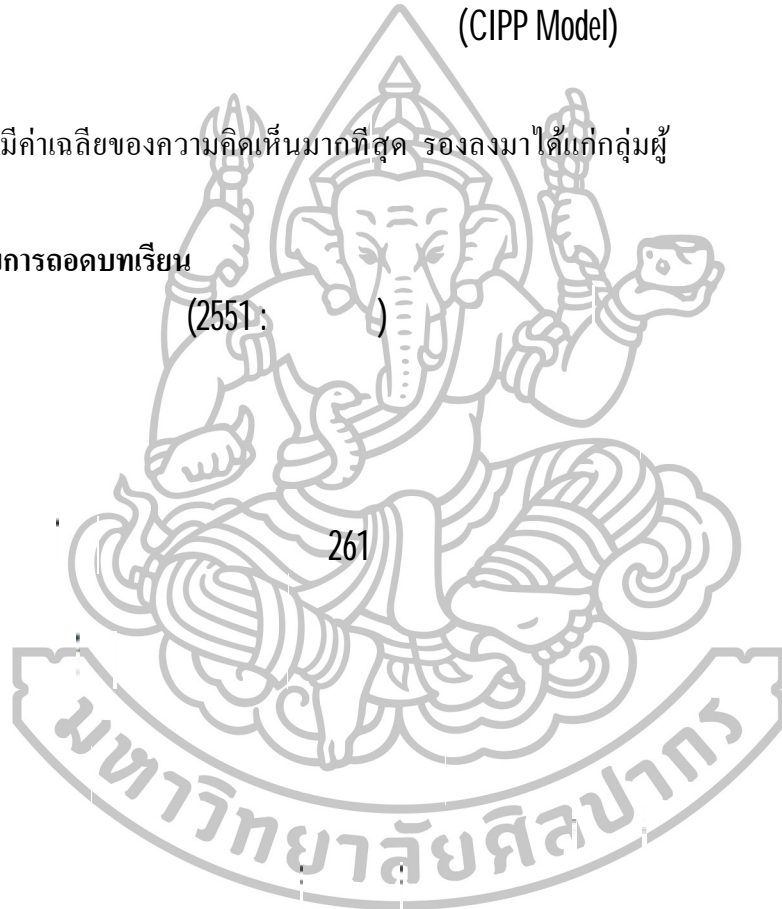 (CIPP Model)
มีค่าเฉลี่ยของความคิดเห็นมากที่สุด รองลงมาได้แก่กลุ่มผู้
การถอดบทเรียน
(2551 : )
261
มหาวิทยาลัยศิลปากร